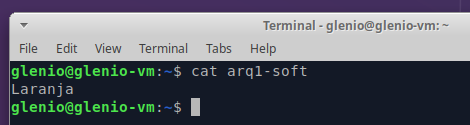 Terminal - glenio@glenio-vm: ~
File Edit View Terminal Tabs Help
glenio@glenio-vm:~$ cat arq1-soft
Laranja
glenio@glenio-vm:~$